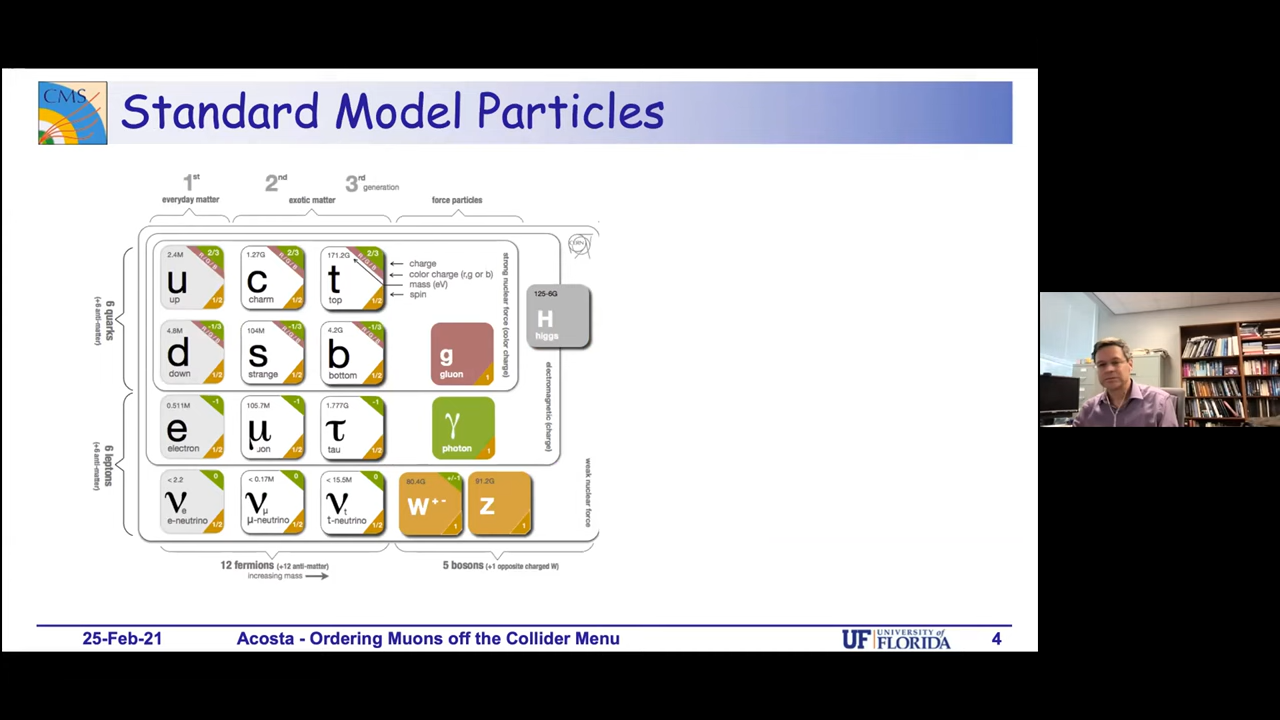 CMS
Standard Model Particles
1st
2nd
3rd generation
everyday matter
exotic matter
force particles
CERN
2.4M 2/3 R/G/B
u
up 1/2
1.27G 2/3 R/G/B
c
charm 1/2
171.2G 2/3 R/G/B
t
top 1/2
charge
color charge (r,g or b)
mass (eV)
spin
strong nuclear force (color charge)
125-6G
H
higgs
6 quarks
(+6 anti-matter)
4.8M -1/3 R/G/B
d
down 1/2
104M -1/3 R/G/B
s
strange 1/2
4.2G -1/3 R/G/B
b
bottom 1/2
g
gluon 1
electromagnetic (charge)
6 leptons
(+6 anti-matter)
0.511M -1
e
electron 1/2
105.7M -1
μ
uon 1/2
1.777G -1
τ
tau 1/2
γ
photon 1
weak nuclear force
< 2.2 0
νe
e-neutrino 1/2
< 0.17M 0
νμ
μ-neutrino 1/2
< 15.5M 0
νt
t-neutrino 1/2
80.4G +/-1
W+-
1
91.2G
Z
1
12 fermions (+12 anti-matter)
increasing mass
5 bosons (+1 opposite charged W)
25-Feb-21
Acosta - Ordering Muons off the Collider Menu
UF UNIVERSITY of FLORIDA
4